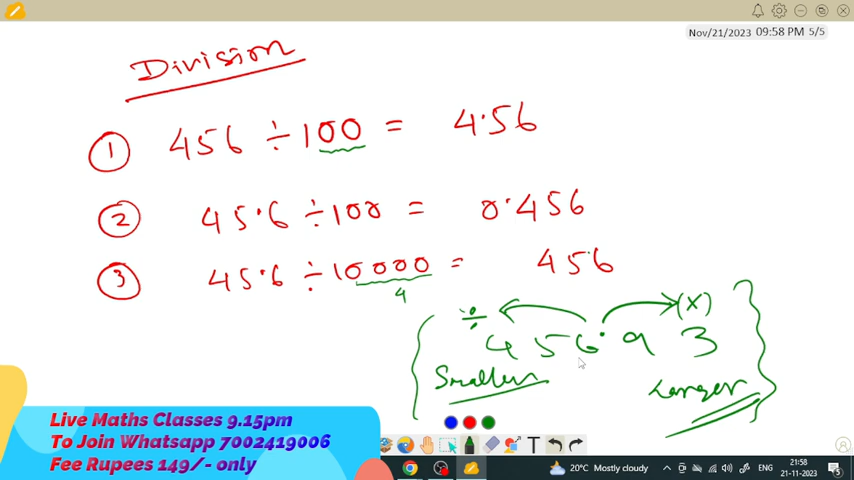 Nov/21/2023 09:58 PM 5/5
Division
1 456 ÷ 100 = 4.56
2 45.6 ÷ 100 = 0.456
3 45.6 ÷ 10000 = 456
4
÷ (×)
456.93
Smaller Larger
Live Maths Classes 9.15pm
To Join Whatsapp 7002419006
Fee Rupees 149/- only
T
20°C Mostly cloudy
ENG
21:58
21-11-2023
5